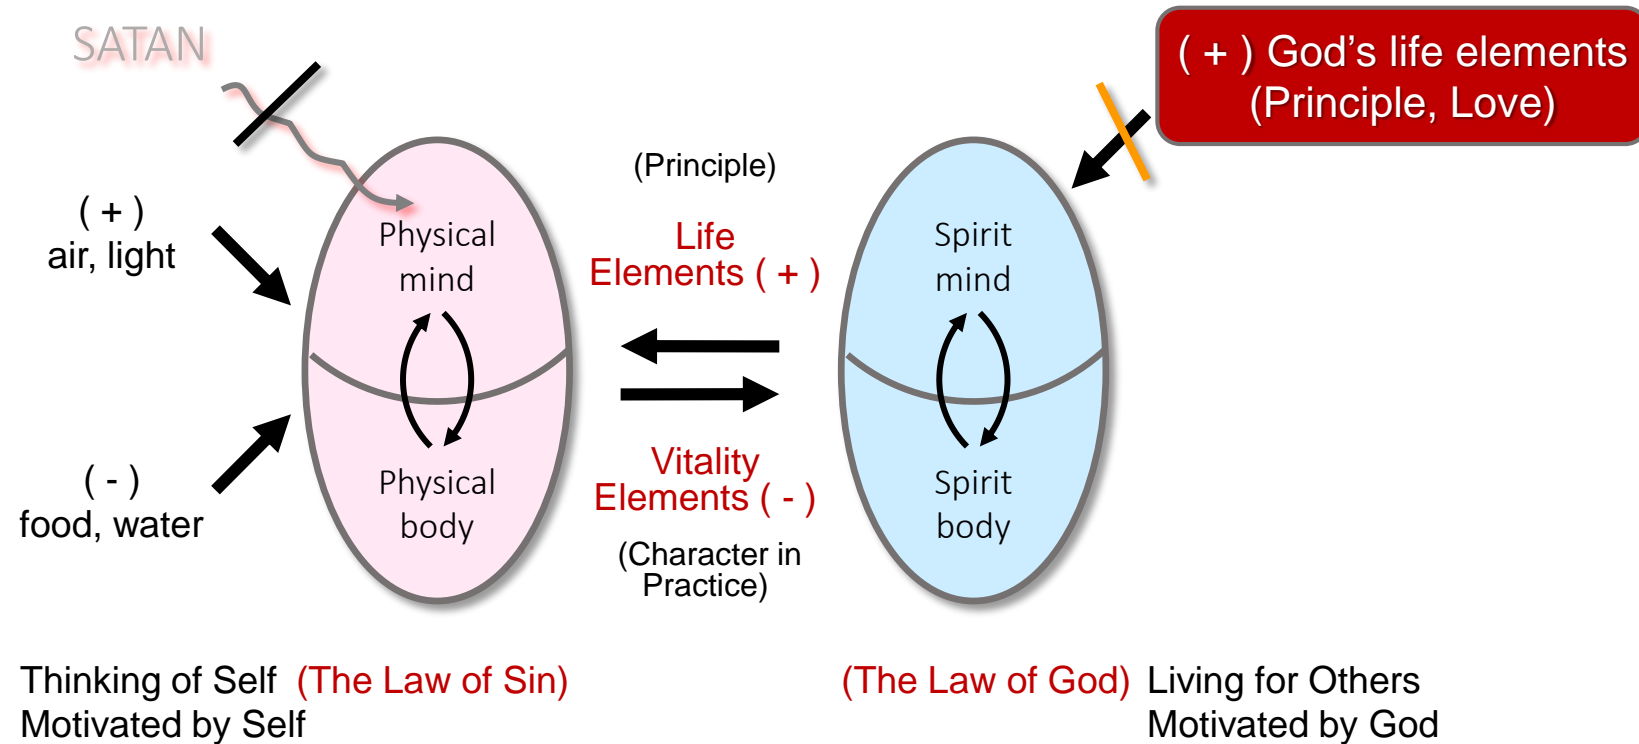 SATAN
( + ) God's life elements
(Principle, Love)
( + )
air, light
Physical
mind
(Principle)
Life
Elements ( + )
Spirit
mind
( - )
food, water
Physical
body
Vitality
Elements ( - )
(Character in
Practice)
Spirit
body
Thinking of Self (The Law of Sin)
Motivated by Self
(The Law of God) Living for Others
Motivated by God